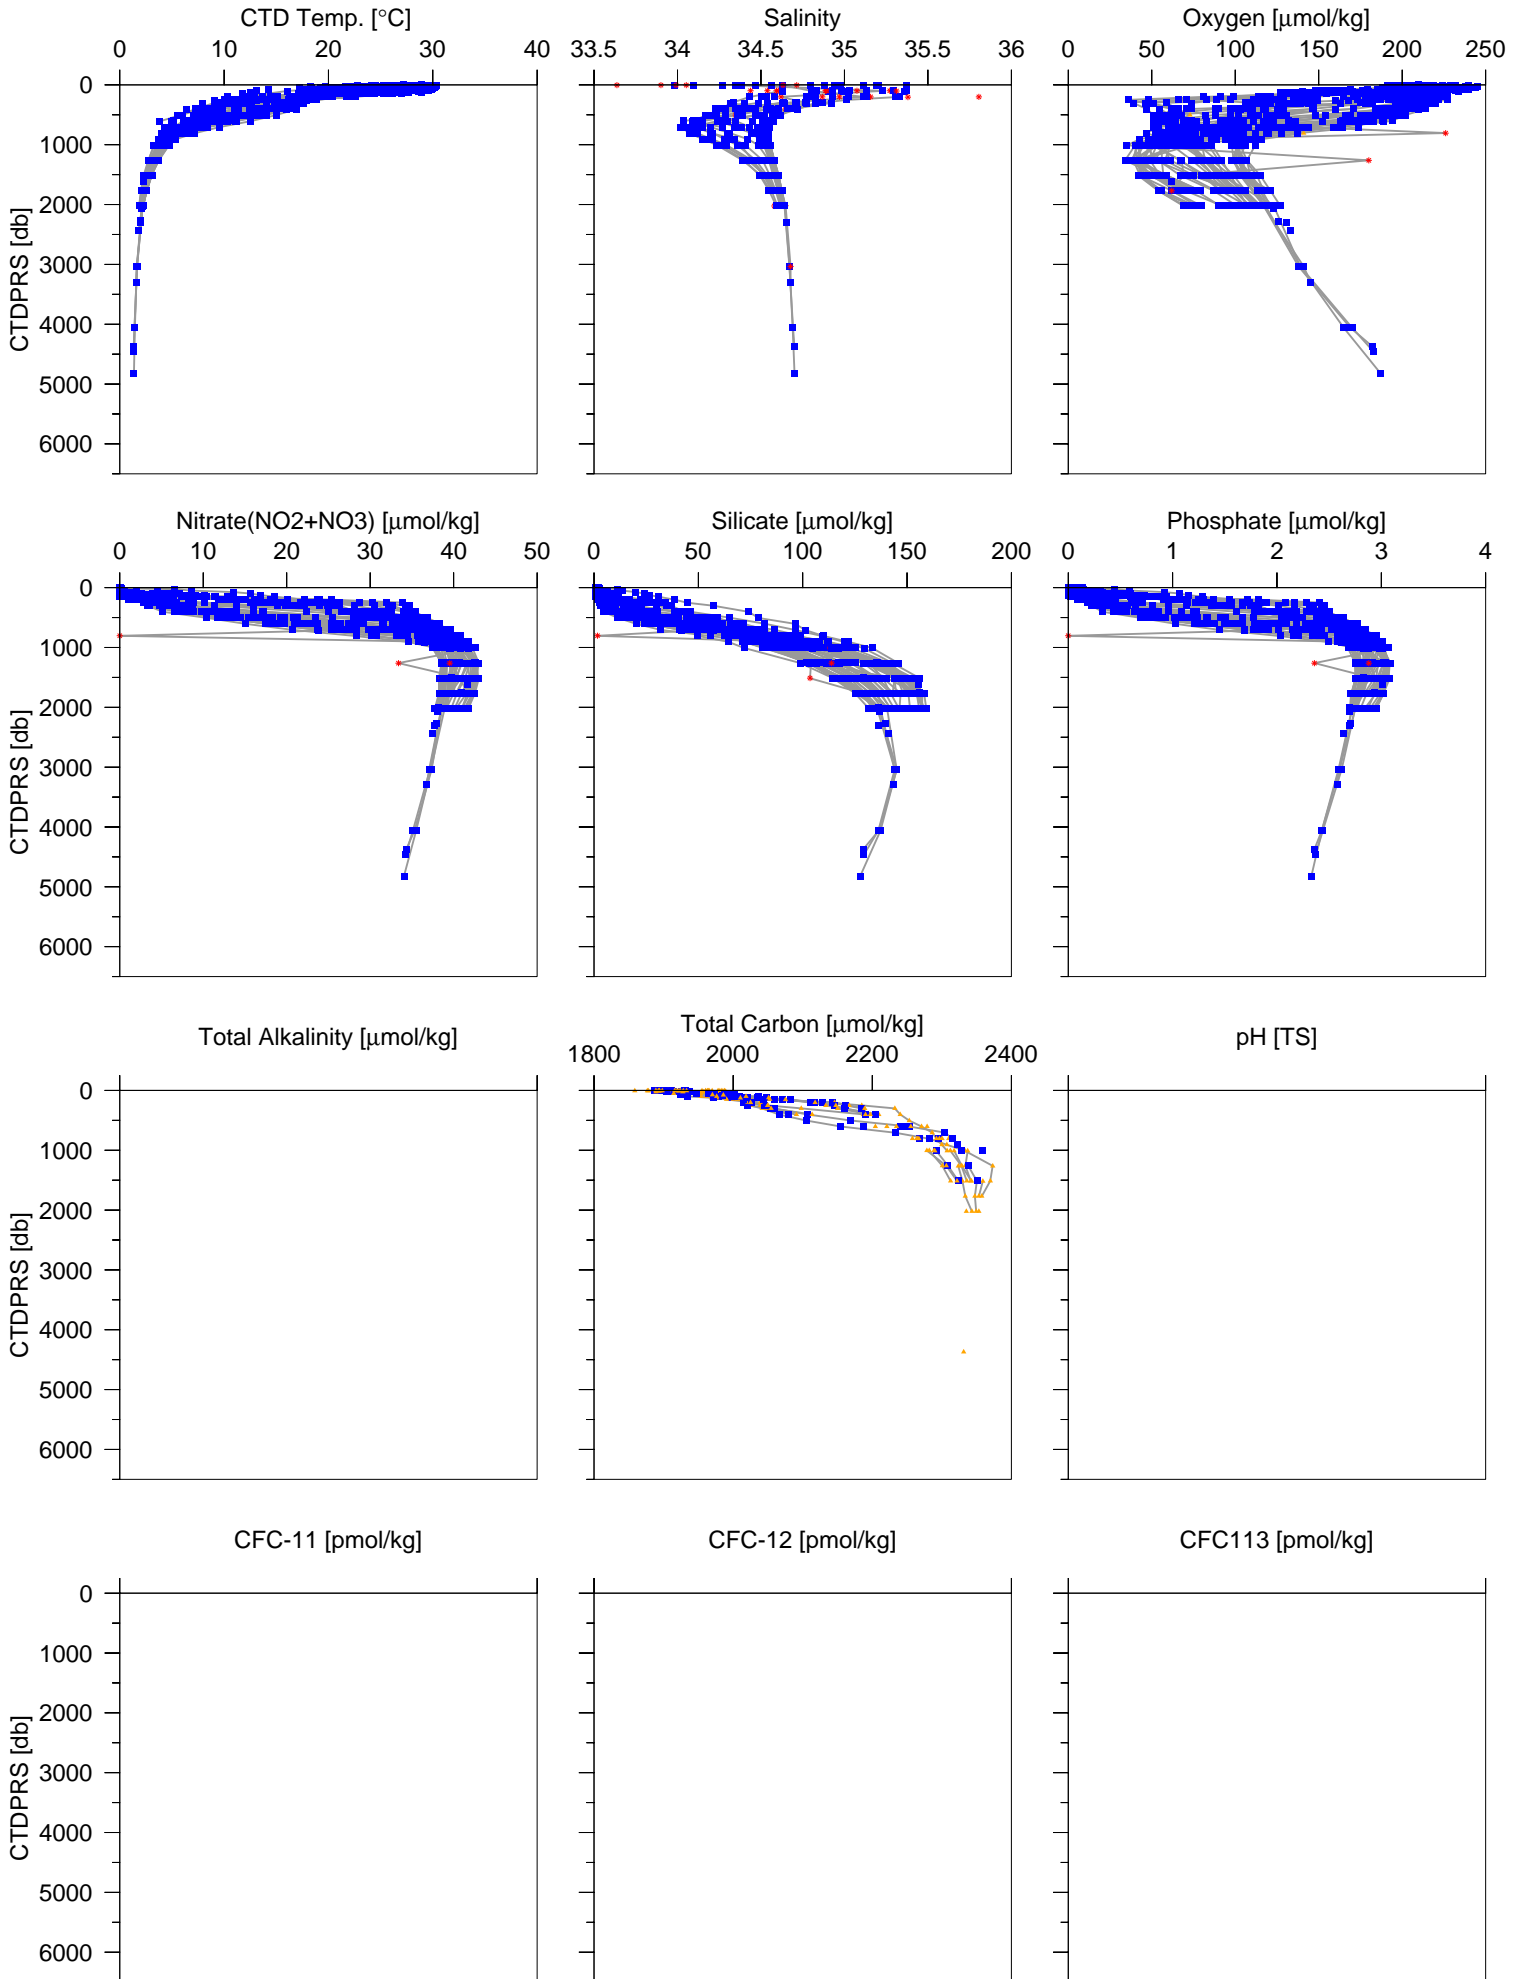 CTD Temp. [°C] Salinity Oxygen [μmol/kg]
0 10 20 30 40 33.5 34 34.5 35 35.5 36 0 50 100 150 200 250
0
1000
2000
3000
4000
5000
6000
CTDPRS [db]
Nitrate(NO2+NO3) [μmol/kg] Silicate [μmol/kg] Phosphate [μmol/kg]
0 10 20 30 40 50 0 50 100 150 200 0 1 2 3 4
0
1000
2000
3000
4000
5000
6000
CTDPRS [db]
Total Alkalinity [μmol/kg] Total Carbon [μmol/kg] pH [TS]
1800 2000 2200 2400
0
1000
2000
3000
4000
5000
6000
CTDPRS [db]
CFC-11 [pmol/kg] CFC-12 [pmol/kg] CFC113 [pmol/kg]
0
1000
2000
3000
4000
5000
6000
CTDPRS [db]